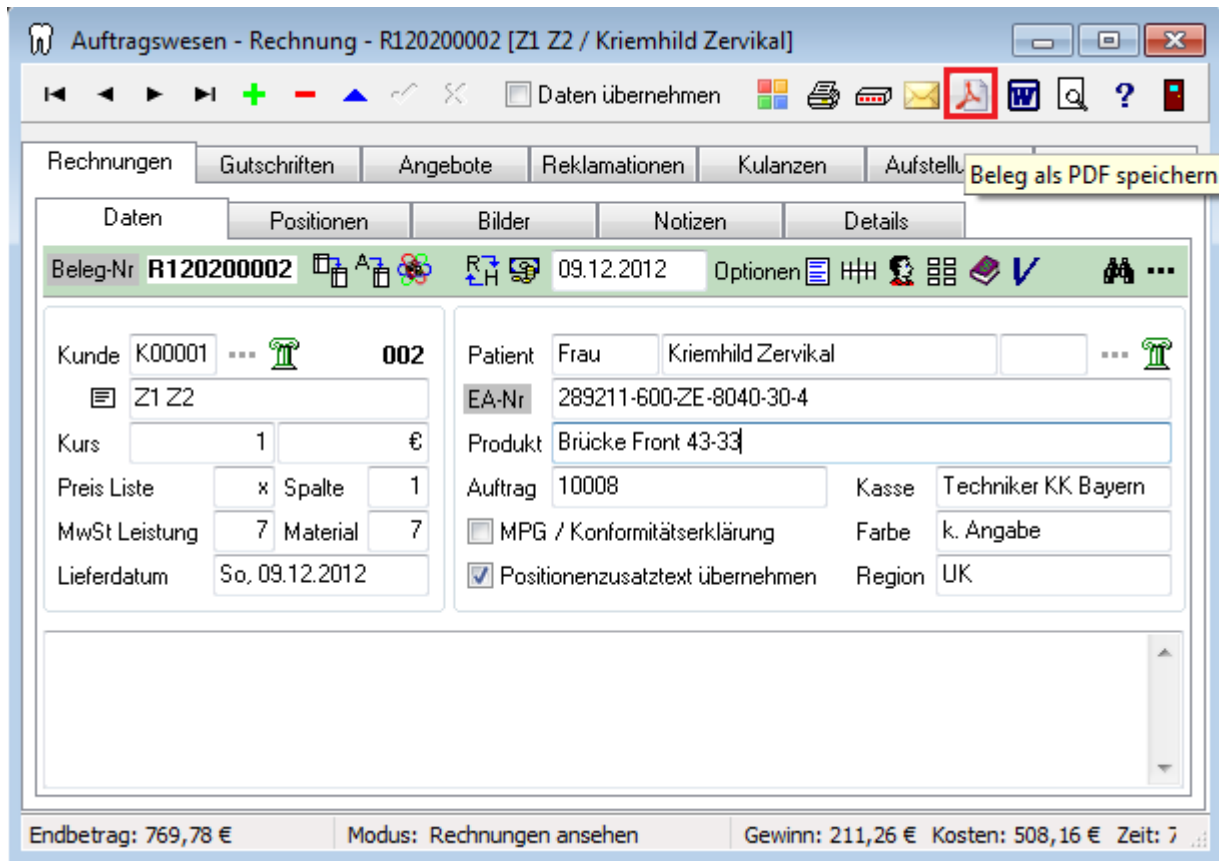 Auftragswesen - Rechnung - R120200002 [Z1 Z2 / Kriemhild Zervikal]
Daten übernehmen W ?
Rechnungen Gutschriften Angebote Reklamationen Kulanzen
Beleg als PDF speichern
Daten Positionen Bilder Notizen Details
Beleg-Nr R120200002 A R H 09.12.2012 Optionen
Kunde K00001 002 Patient Frau Kriemhild Zervikal
Z1 Z2 EA-Nr 289211-600-ZE-8040-30-4
Kurs 1 € Produkt Brücke Front 43-33
Preis Liste x Spalte 1 Auftrag 10008 Kasse Techniker KK Bayern
MwSt Leistung 7 Material 7 MPG / Konformitätserklärung Farbe k. Angabe
Lieferdatum So, 09.12.2012 Positionenzusatztext übernehmen Region UK
Endbetrag: 769,78 € Modus: Rechnungen ansehen Gewinn: 211,26 € Kosten: 508,16 € Zeit: 7